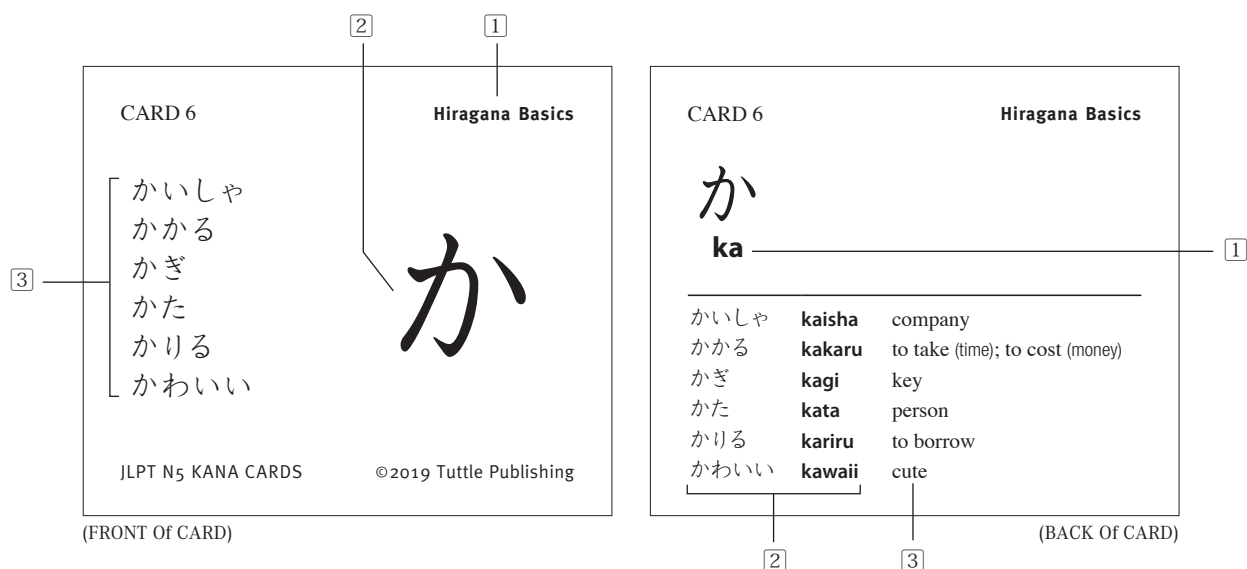 2
1
CARD 6
Hiragana Basics
3
かいしゃ
かかる
かぎ
かた
かりる
かわいい
か
JLPT N5 KANA CARDS
©2019 Tuttle Publishing
(FRONT Of CARD)
CARD 6
Hiragana Basics
か
ka
1
かいしゃ kaisha company
かかる kakaru to take (time); to cost (money)
かぎ kagi key
かた kata person
かりる kariru to borrow
かわいい kawaii cute
2
3
(BACK Of CARD)